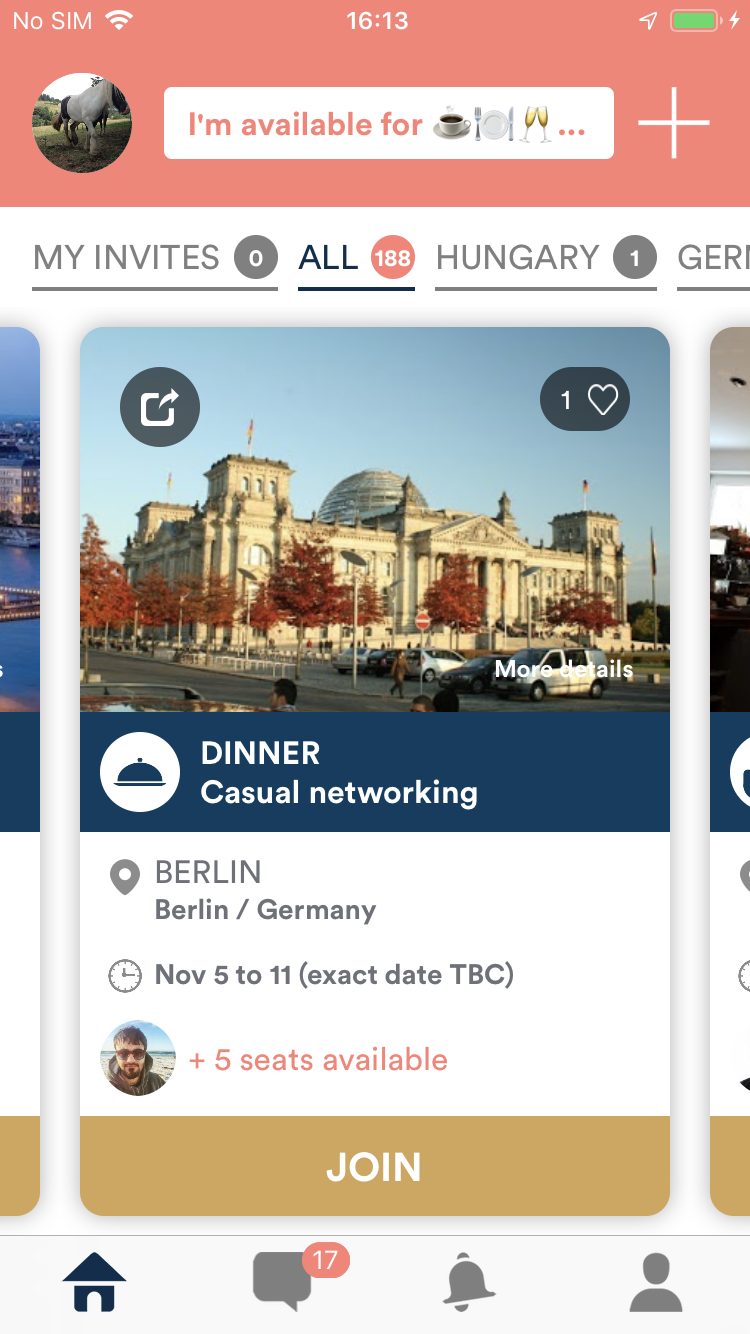 No SIM 16:13
I'm available for ☕🍽🥂...
MY INVITES 0 ALL 188 HUNGARY 1 GER
1
More details
DINNER
Casual networking
BERLIN
Berlin / Germany
Nov 5 to 11 (exact date TBC)
+ 5 seats available
JOIN
17